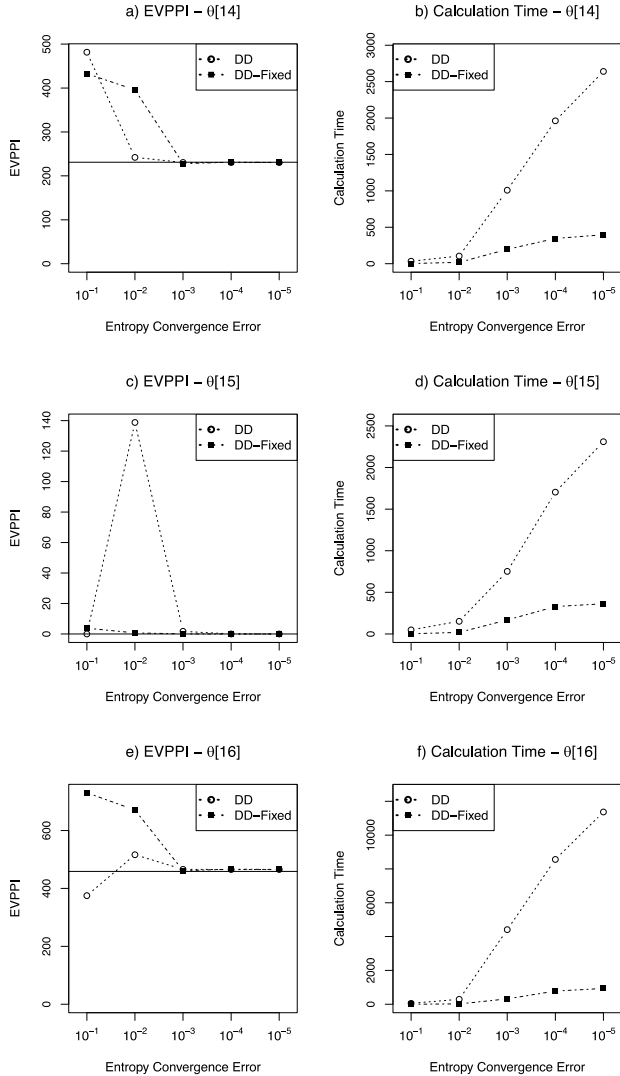 a) EVPPI − θ[14]
EVPPI
0 100 200 300 400 500
DD
DD−Fixed
10−1 10−2 10−3 10−4 10−5
Entropy Convergence Error
b) Calculation Time − θ[14]
Calculation Time
0 500 1000 1500 2000 2500 3000
DD
DD−Fixed
10−1 10−2 10−3 10−4 10−5
Entropy Convergence Error
c) EVPPI − θ[15]
EVPPI
0 20 40 60 80 100 120 140
DD
DD−Fixed
10−1 10−2 10−3 10−4 10−5
Entropy Convergence Error
d) Calculation Time − θ[15]
Calculation Time
0 500 1000 1500 2000 2500
DD
DD−Fixed
10−1 10−2 10−3 10−4 10−5
Entropy Convergence Error
e) EVPPI − θ[16]
EVPPI
0 200 400 600
DD
DD−Fixed
10−1 10−2 10−3 10−4 10−5
Entropy Convergence Error
f) Calculation Time − θ[16]
Calculation Time
0 2000 4000 6000 10000
DD
DD−Fixed
10−1 10−2 10−3 10−4 10−5
Entropy Convergence Error